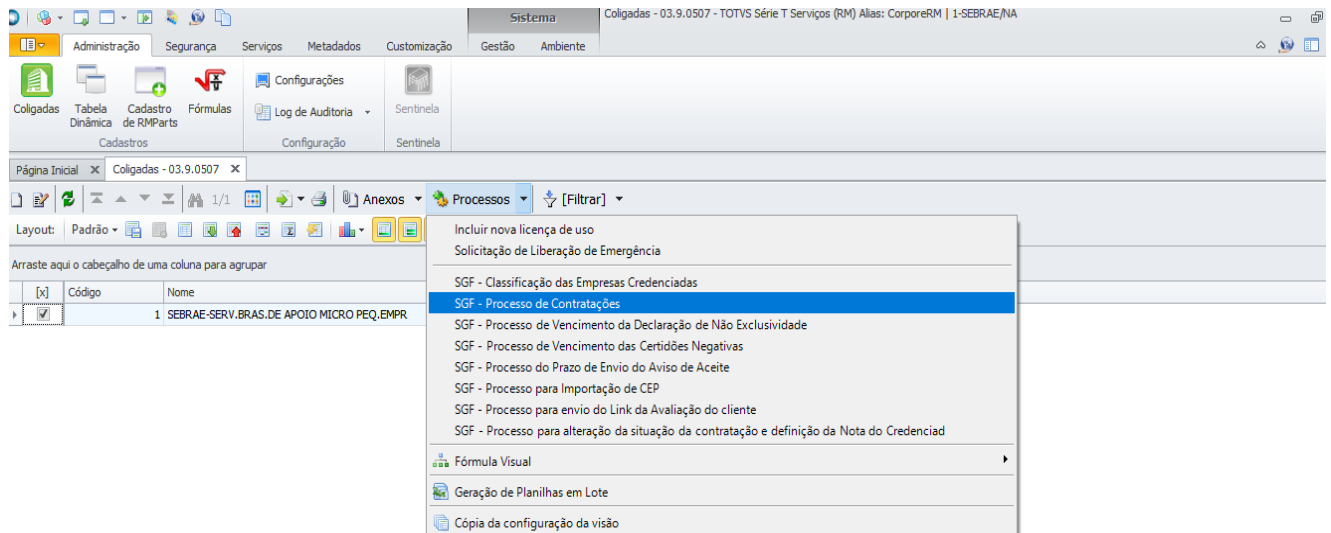 Sistema
Coligadas - 03.9.0507 - TOTVS Série T Serviços (RM) Alias: CorporeRM | 1-SEBRAE/NA
Administração Segurança Serviços Metadados Customização Gestão Ambiente
Coligadas Tabela Dinâmica Cadastro de RMParts Fórmulas Configurações Log de Auditoria Sentinela
Cadastros Configuração Sentinela
Página Inicial Coligadas - 03.9.0507
1/1 Anexos Processos [Filtrar]
Layout: Padrão
Arraste aqui o cabeçalho de uma coluna para agrupar
[x] Código Nome
1 SEBRAE-SERV.BRAS.DE APOIO MICRO PEQ.EMPR
Incluir nova licença de uso
Solicitação de Liberação de Emergência
SGF - Classificação das Empresas Credenciadas
SGF - Processo de Contratações
SGF - Processo de Vencimento da Declaração de Não Exclusividade
SGF - Processo de Vencimento das Certidões Negativas
SGF - Processo do Prazo de Envio do Aviso de Aceite
SGF - Processo para Importação de CEP
SGF - Processo para envio do Link da Avaliação do cliente
SGF - Processo para alteração da situação da contratação e definição da Nota do Credenciad
Fórmula Visual
Geração de Planilhas em Lote
Cópia da configuração da visão